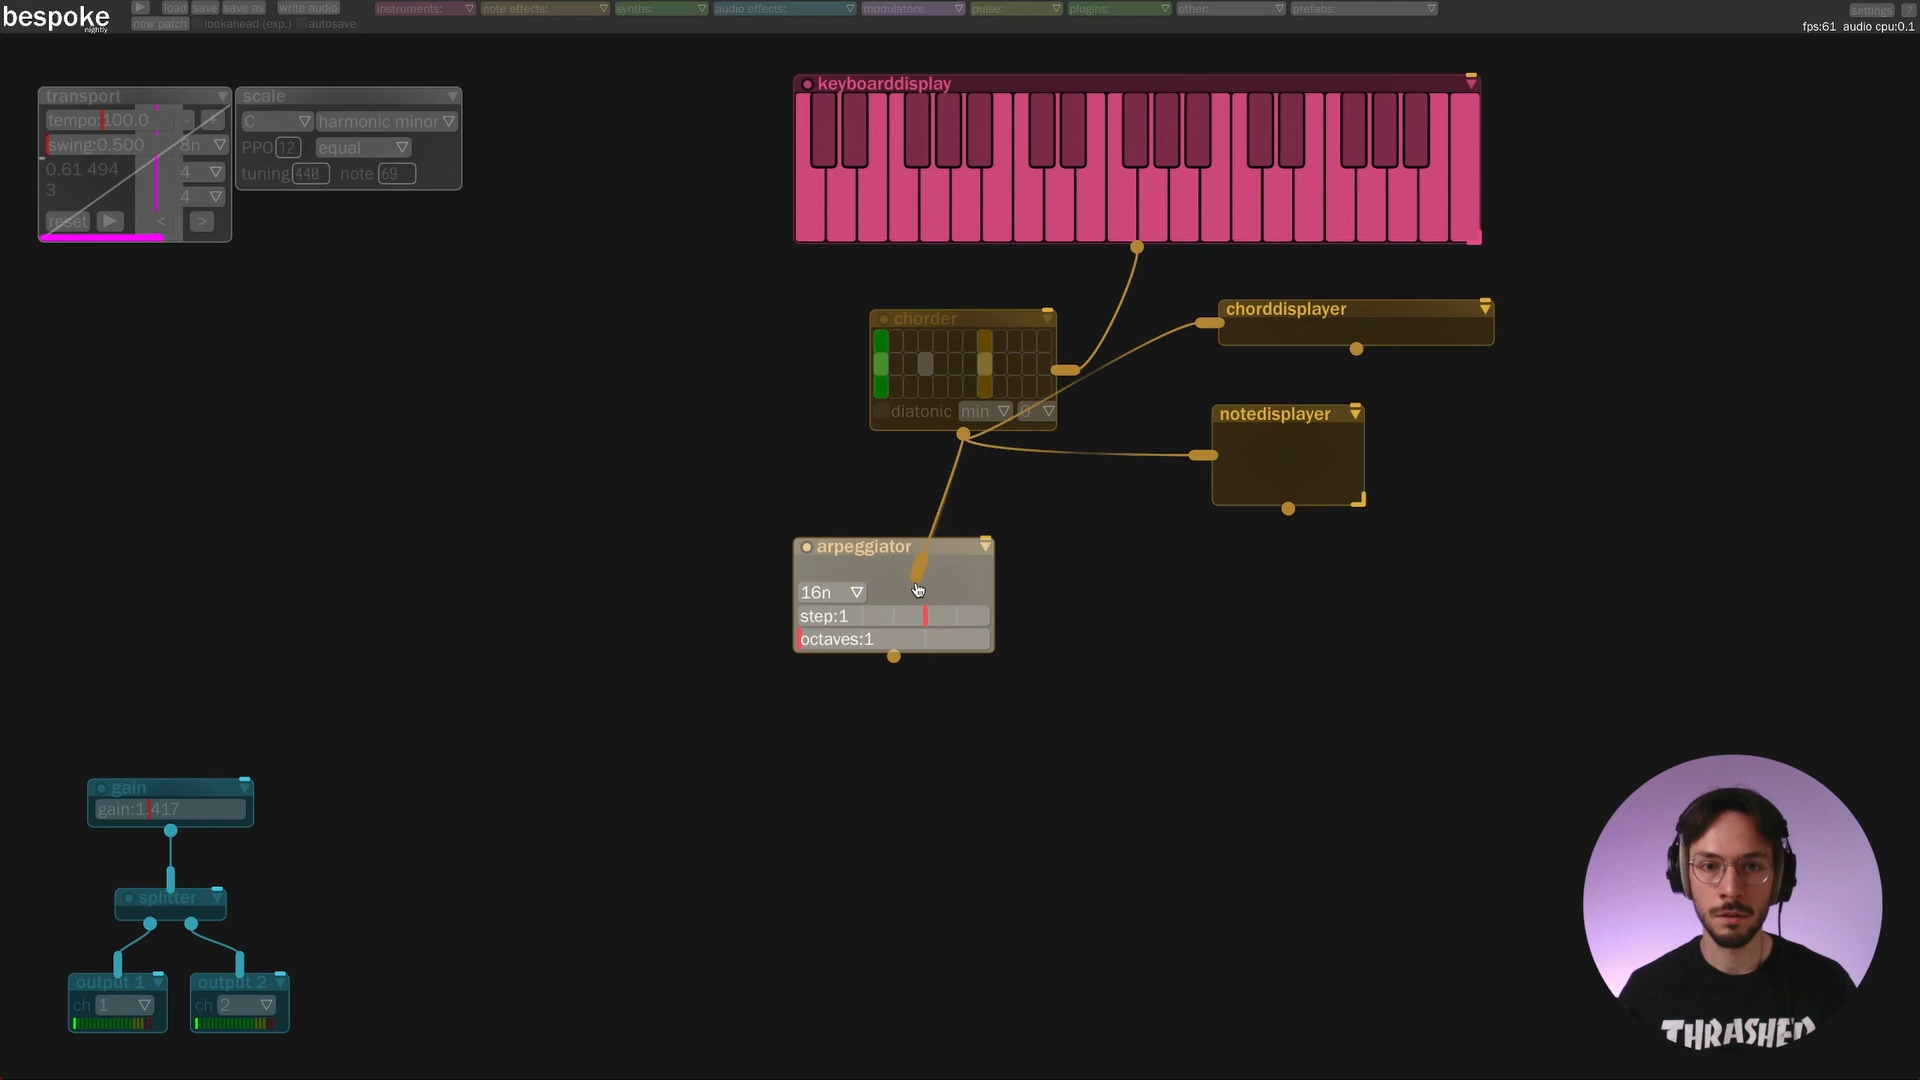 bespoke
nightly
load save save as write audio
new patch lookahead (exp.) autosave
instruments: note effects: synths: audio effects: modulators: pulse: plugins: other: prefabs:
settings ?
fps:61 audio cpu:0.1
transport
tempo:100.0 - +
swing:0.500 8n
0.61 494 4
3 4
reset < >
scale
C harmonic minor
PPO 12 equal
tuning 440 note 69
keyboarddisplay
chorder
diatonic min 0
chorddisplayer
notedisplayer
arpeggiator
16n
step:1
octaves:1
gain
gain:1.417
splitter
output 1
ch 1
output 2
ch 2
THRASHED